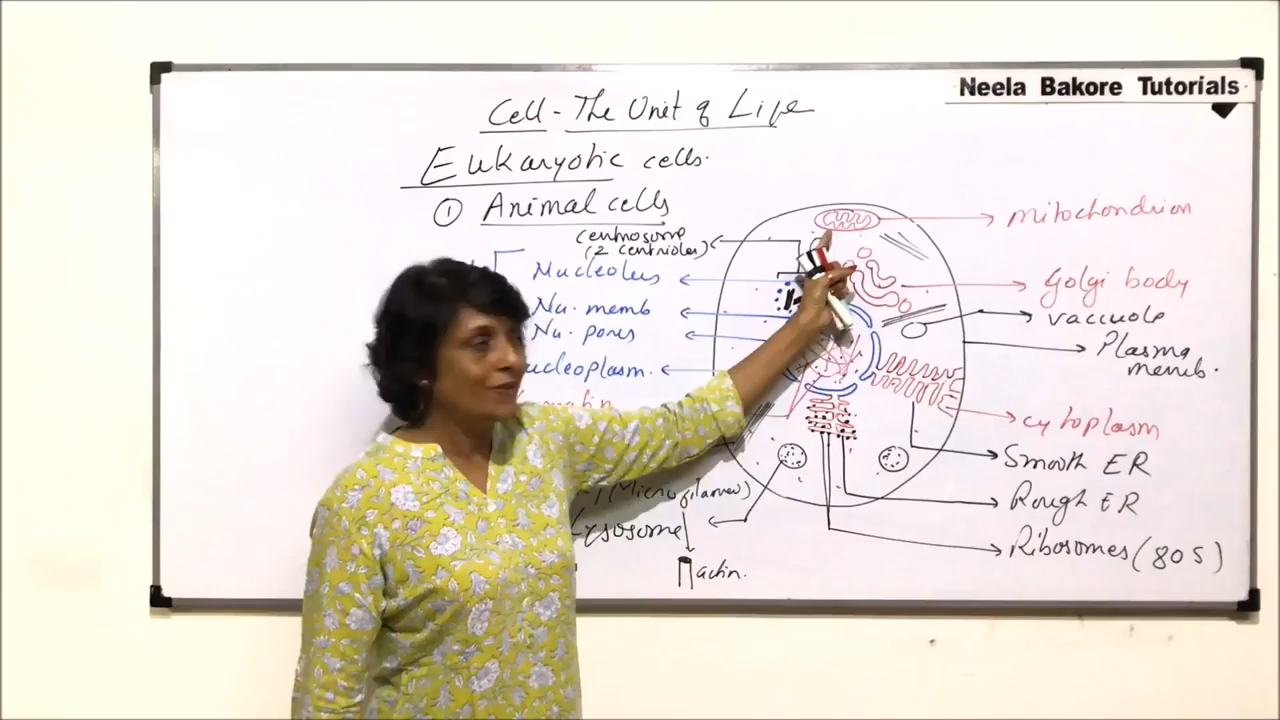 Neela Bakore Tutorials
Cell - The Unit of Life
Eukaryotic cells.
① Animal cells
Centrosome
(2 centrioles)
Nucleolus
Nu. memb
Nu. pores
ucleoplasm.
matin
(Microfilament)
Lysosome
actin.
mitochondrion
Golgi body
vacuole
Plasma
memb.
cytoplasm
Smooth ER
Rough ER
Ribosomes (80S)